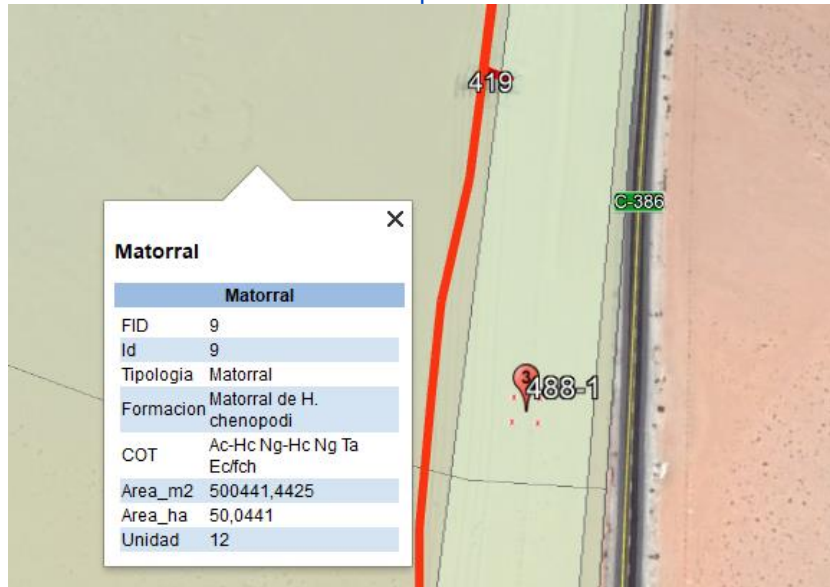 419
C-386
Matorral
Matorral
FID 9
Id 9
Tipologia Matorral
Formacion Matorral de H.
chenopodi
COT Ac-Hc Ng-Hc Ng Ta
Ec/fch
Area_m2 500441,4425
Area_ha 50,0441
Unidad 12
3
488-1